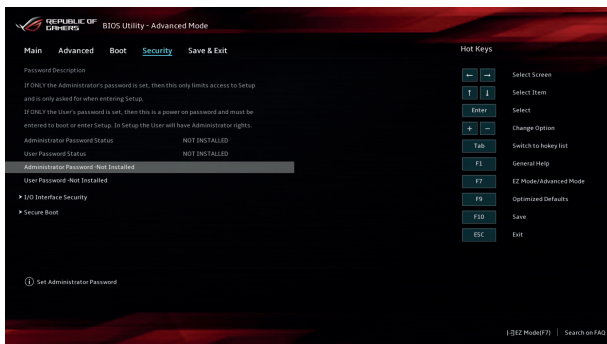 REPUBLIC OF
GAMERS
BIOS Utility - Advanced Mode
Main Advanced Boot Security Save & Exit
Password Description
If ONLY the Administrator's password is set, then this only limits access to Setup
and is only asked for when entering Setup.
If ONLY the User's password is set, then this is a power on password and must be
entered to boot or enter Setup. In Setup the User will have Administrator rights.
Administrator Password Status NOT INSTALLED
User Password Status NOT INSTALLED
Administrator Password -Not Installed
User Password -Not Installed
I/O Interface Security
Secure Boot
Set Administrator Password
Hot Keys
← → Select Screen
↑ ↓ Select Item
Enter Select
+ - Change Option
Tab Switch to hokey list
F1 General Help
F7 EZ Mode/Advanced Mode
F9 Optimized Defaults
F10 Save
ESC Exit
EZ Mode(F7) | Search on FAQ